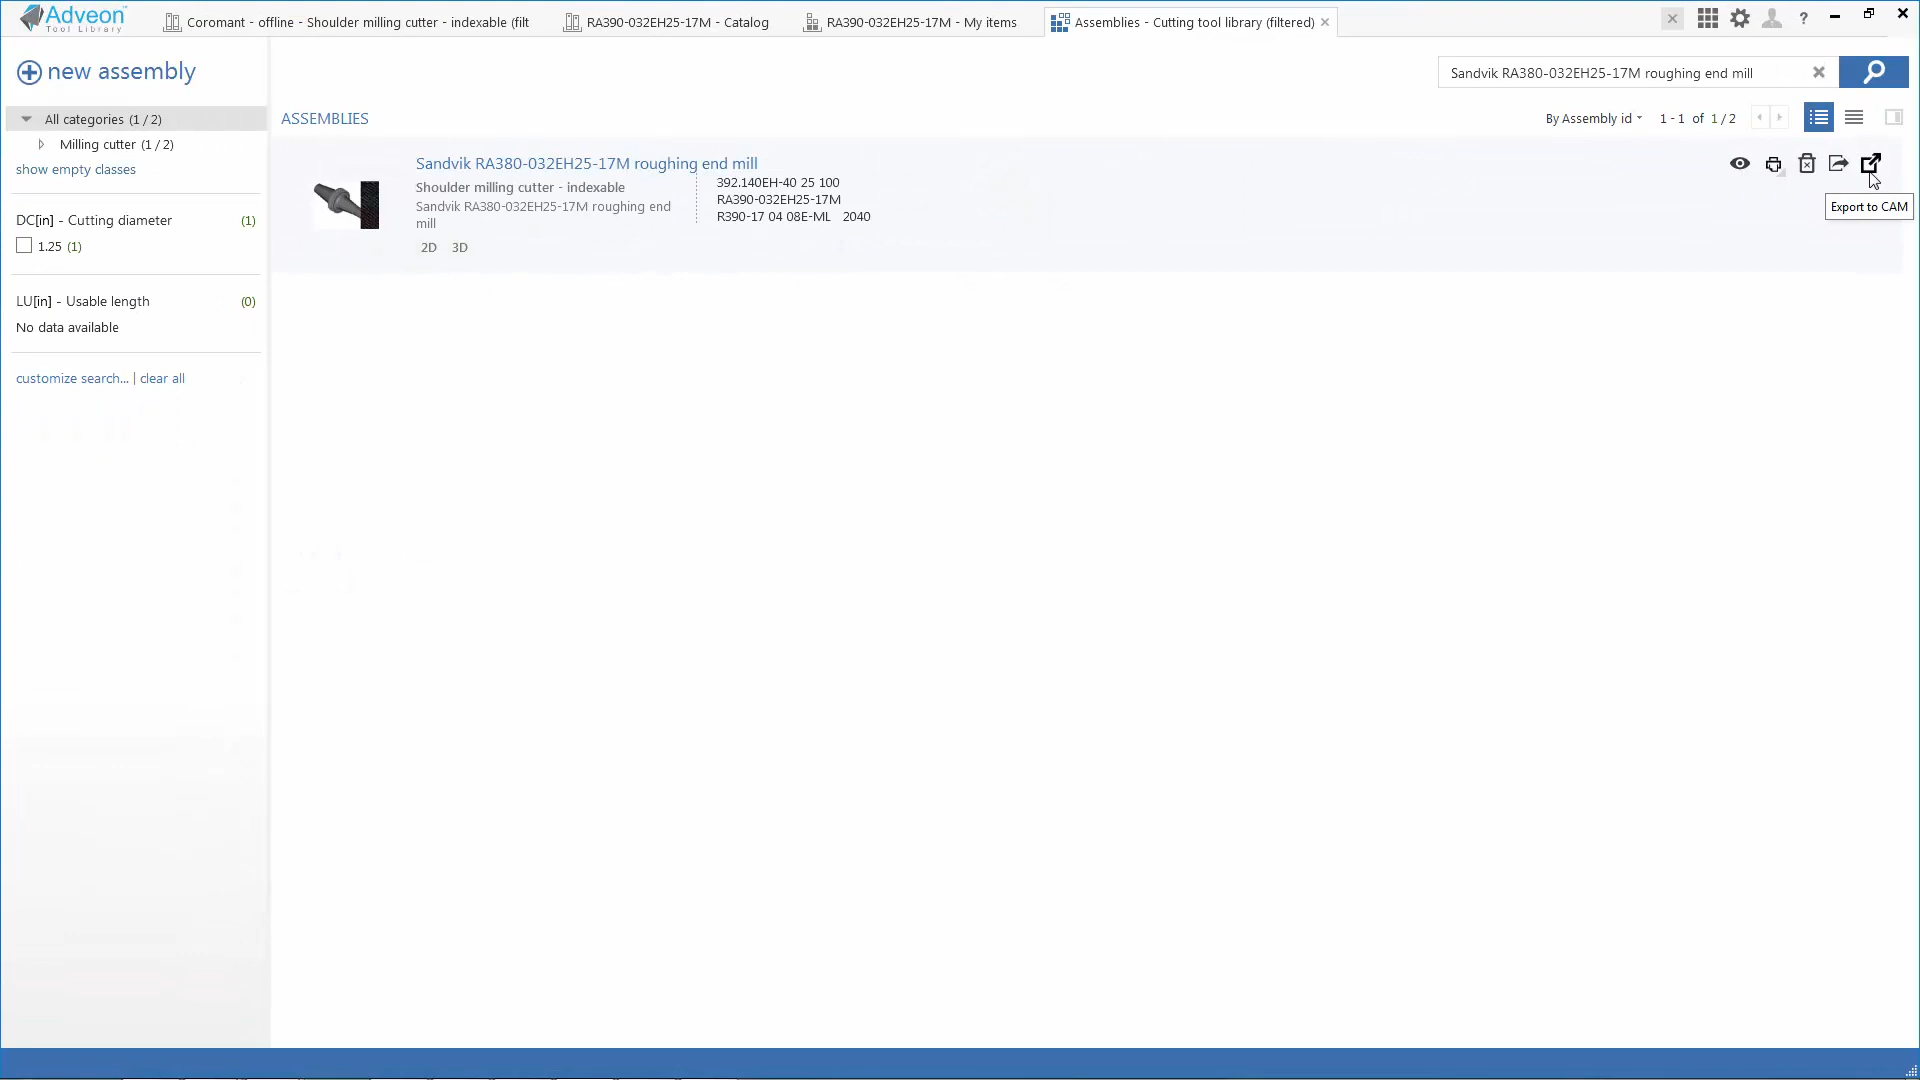 Adveon
Tool Library
Coromant - offline - Shoulder milling cutter - indexable (filt
RA390-032EH25-17M - Catalog
RA390-032EH25-17M - My items
Assemblies - Cutting tool library (filtered)
?
new assembly
Sandvik RA380-032EH25-17M roughing end mill
All categories (1 / 2)
Milling cutter (1 / 2)
show empty classes
DC[in] - Cutting diameter (1)
1.25 (1)
LU[in] - Usable length (0)
No data available
customize search... | clear all
ASSEMBLIES
By Assembly id
1 - 1 of 1 / 2
Sandvik RA380-032EH25-17M roughing end mill
Shoulder milling cutter - indexable
Sandvik RA380-032EH25-17M roughing end
mill
2D 3D
392.140EH-40 25 100
RA390-032EH25-17M
R390-17 04 08E-ML 2040
Export to CAM